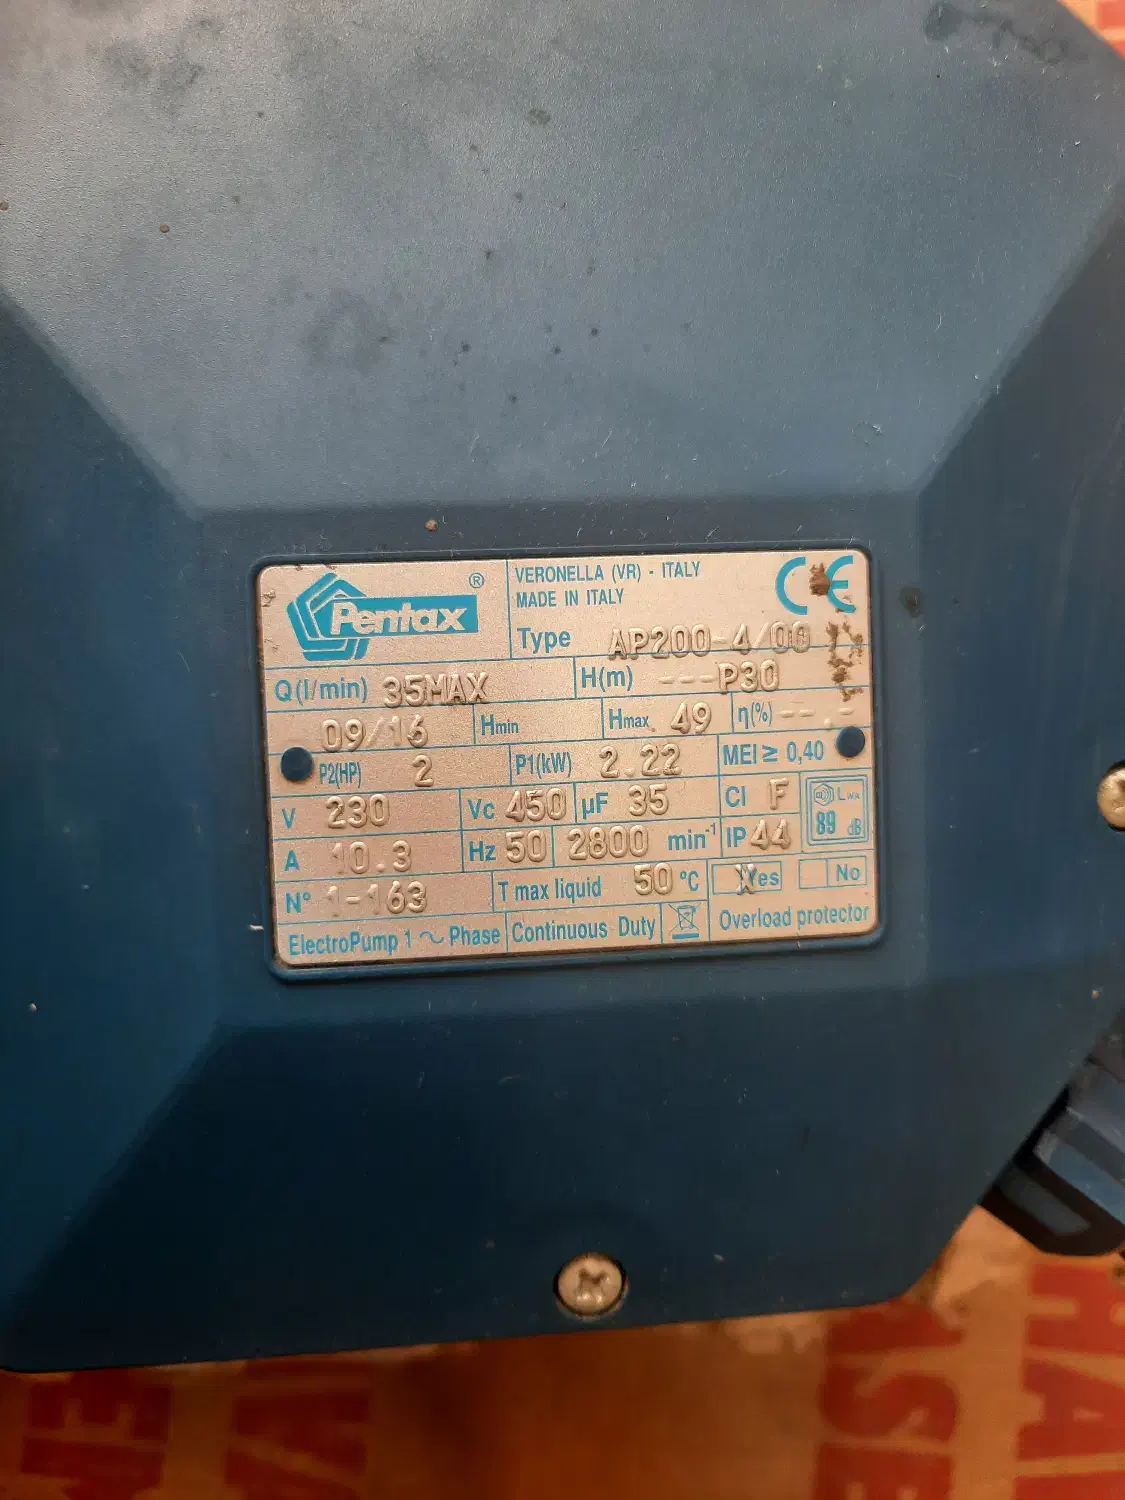 Pentax ®
VERONELLA (VR) - ITALY
MADE IN ITALY
CE
Type AP200-4/00
Q(l/min) 35MAX H(m) ---P30
09/16 Hmin Hmax 49 η(%) --.-
P2(HP) 2 P1(kW) 2.22 MEI ≥ 0,40
V 230 Vc 450 µF 35 Cl F LWA
89 dB
A 10.3 Hz 50 2800 min-1 IP 44
N° 1-163 T max liquid 50 °C X Yes No
ElectroPump 1 ~ Phase Continuous Duty Overload protector